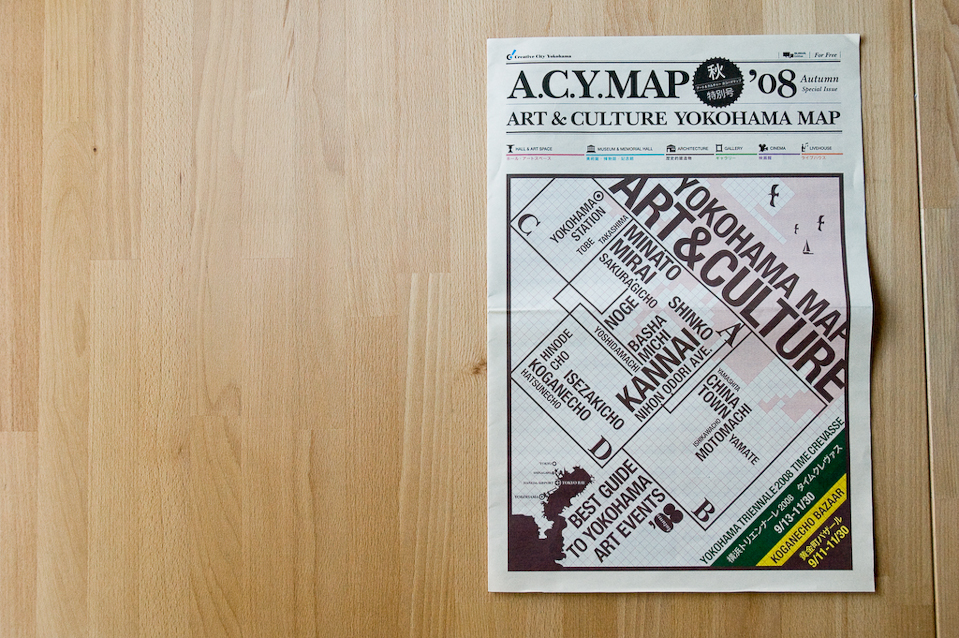 Creative City Yokohama
For Free
A.C.Y.MAP
秋
特別号
'08
Autumn
Special Issue
ART & CULTURE YOKOHAMA MAP
HALL & ART SPACE
MUSEUM & MEMORIAL HALL
ARCHITECTURE
GALLERY
CINEMA
LIVEHOUSE
ホール・アートスペース
美術館・博物館・記念館
歴史的建造物
ギャラリー
映画館
ライブハウス
YOKOHAMA MAP
ART&CULTURE
C
YOKOHAMA
STATION
TOBE
TAKASHIMA
MINATO
MIRAI
SAKURAGICHO
NOGE
SHINKO
A
BASHA
MICHI
YOSHIDAMACHI
KANNAI
NIHON ODORI AVE.
HINODE
CHO
KOGANECHO
HATSUNECHO
ISEZAKICHO
D
YAMASHITA
CHINA
TOWN
ISHIKAWACHO
MOTOMACHI
YAMATE
B
BEST GUIDE
TO YOKOHAMA
ART EVENTS
'08
YOKOHAMA TRIENNALE 2008 TIME CREVASSE
横浜トリエンナーレ2008 タイムクレヴァス
9/13-11/30
KOGANECHO BAZAAR
黄金町バザール
9/11-11/30